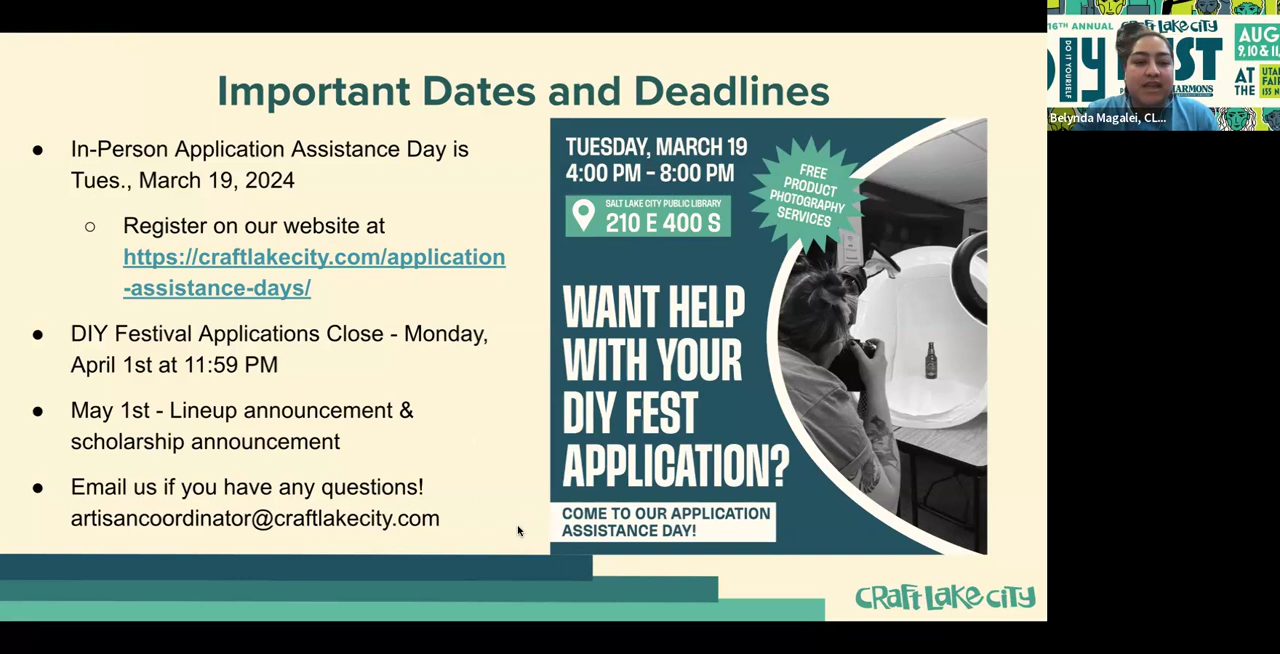 Important Dates and Deadlines
● In-Person Application Assistance Day is
Tues., March 19, 2024
○ Register on our website at
https://craftlakecity.com/application
-assistance-days/
● DIY Festival Applications Close - Monday,
April 1st at 11:59 PM
● May 1st - Lineup announcement &
scholarship announcement
● Email us if you have any questions!
artisancoordinator@craftlakecity.com
TUESDAY, MARCH 19
4:00 PM – 8:00 PM
SALT LAKE CITY PUBLIC LIBRARY
210 E 400 S
FREE
PRODUCT
PHOTOGRAPHY
SERVICES
WANT HELP
WITH YOUR
DIY FEST
APPLICATION?
COME TO OUR APPLICATION
ASSISTANCE DAY!
CRAFT LAKE CITY
16TH ANNUAL
CRAFT LAKE CITY
DIY
DO IT YOURSELF
AUG
9, 10 & 11,
AT
THE
HARMONS
Belynda Magalei, CL...